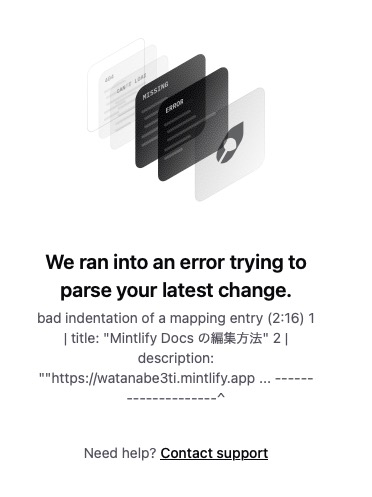 404
CAN'T LOAD
MISSING
ERROR
We ran into an error trying to
parse your latest change.
bad indentation of a mapping entry (2:16) 1
| title: "Mintlify Docs の編集方法" 2 |
description:
""https://watanabe3ti.mintlify.app ... ------
---------------^
Need help? Contact support